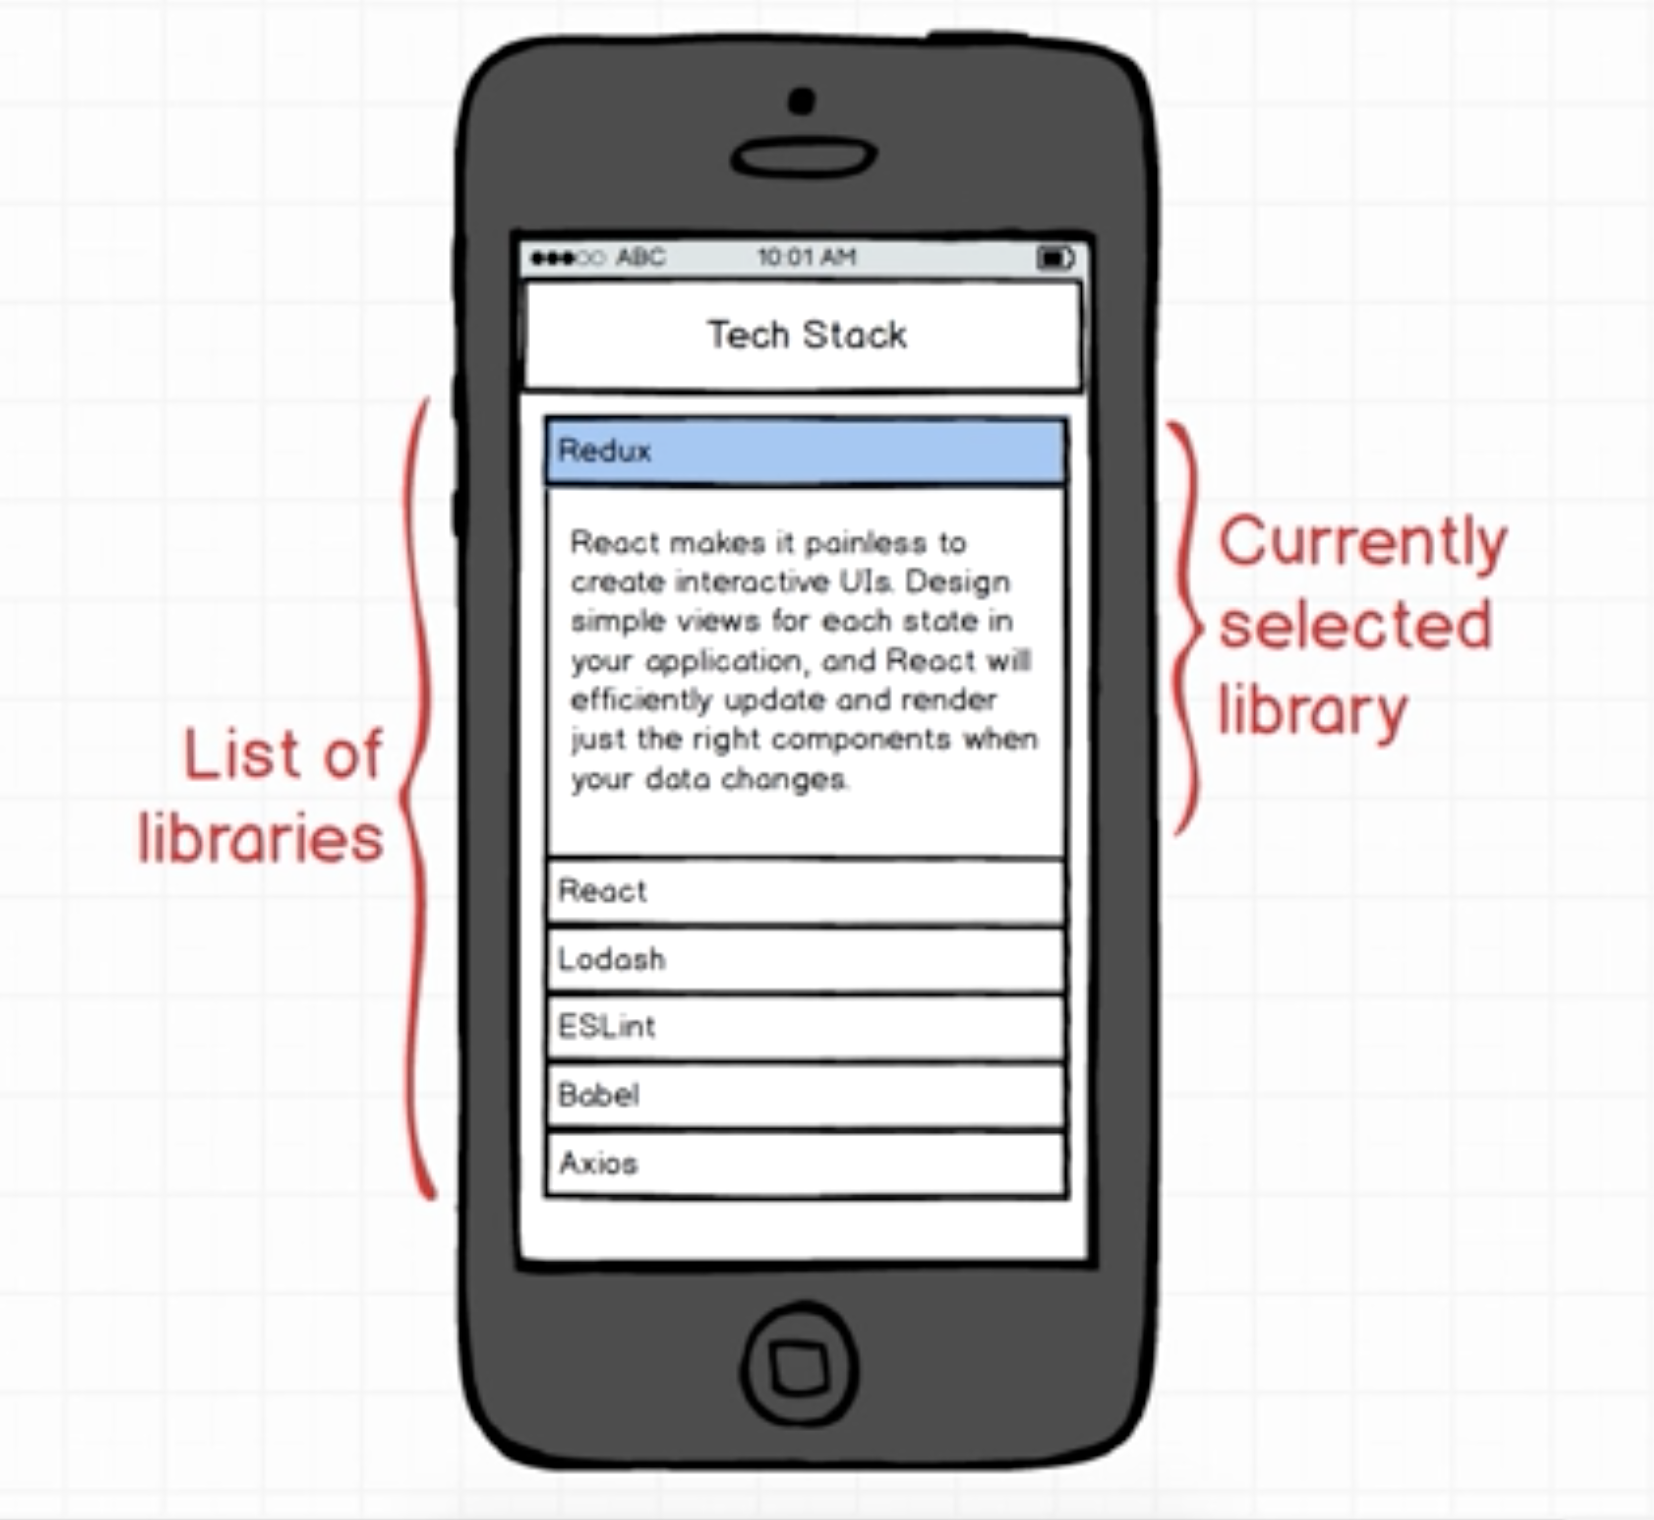 ABC 10:01 AM
Tech Stack
Redux
React makes it painless to
create interactive UIs. Design
simple views for each state in
your application, and React will
efficiently update and render
just the right components when
your data changes.
React
Lodash
ESLint
Babel
Axios
List of
libraries
Currently
selected
library